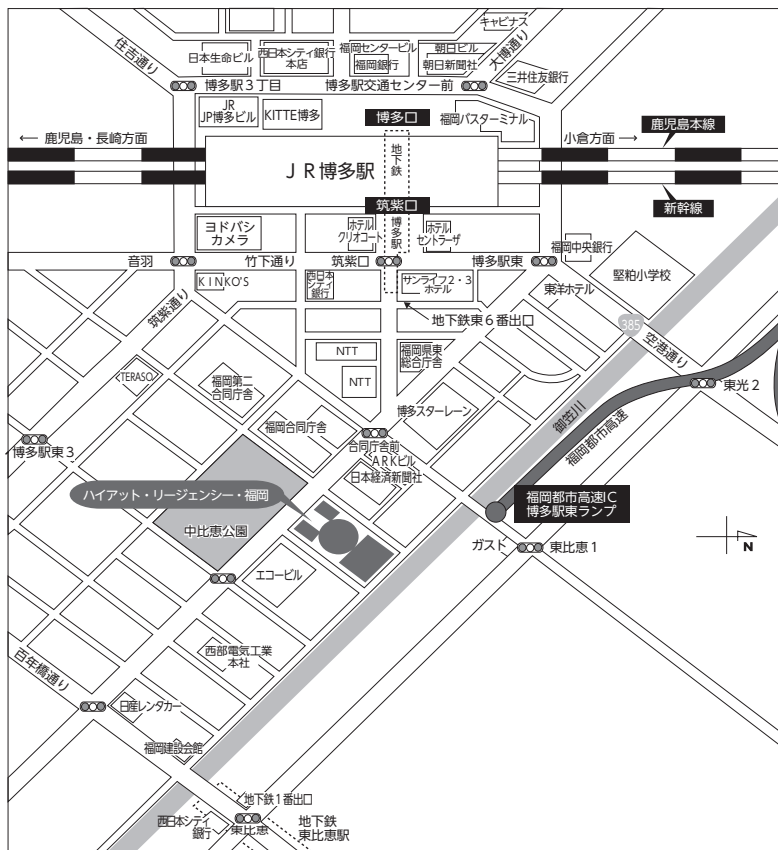 キャビナス
住吉通り
日本生命ビル
西日本シティ銀行
本店
福岡センタービル
福岡銀行
朝日ビル
朝日新聞社
大博通り
三井住友銀行
博多駅3丁目
博多駅交通センター前
JR
JP博多ビル
KITTE博多
博多口
福岡バスターミナル
← 鹿児島・長崎方面
小倉方面→
鹿児島本線
JR博多駅
地下鉄
博多駅
筑紫口
新幹線
ヨドバシ
カメラ
ホテル
クリオコート
ホテル
セントラーザ
福岡中央銀行
音羽
竹下通り
筑紫口
博多駅東
堅粕小学校
KINKO'S
西日本
シティ
銀行
サンライフ2・3
ホテル
東洋ホテル
筑紫通り
地下鉄東6番出口
385
空港通り
NTT
福岡県東
総合庁舎
TERASO
福岡第二
合同庁舎
NTT
東光2
博多スターレーン
御笠川
福岡都市高速
福岡合同庁舎
博多駅東3
合同庁舎前
ARKビル
日本経済新聞社
ハイアット・リージェンシー・福岡
福岡都市高速IC
博多駅東ランプ
中比恵公園
ガスト
東比恵1
N
エコービル
西部電気工業
本社
百年橋通り
日産レンタカー
福岡建設会館
地下鉄1番出口
西日本シティ
銀行
東比恵
地下鉄
東比恵駅